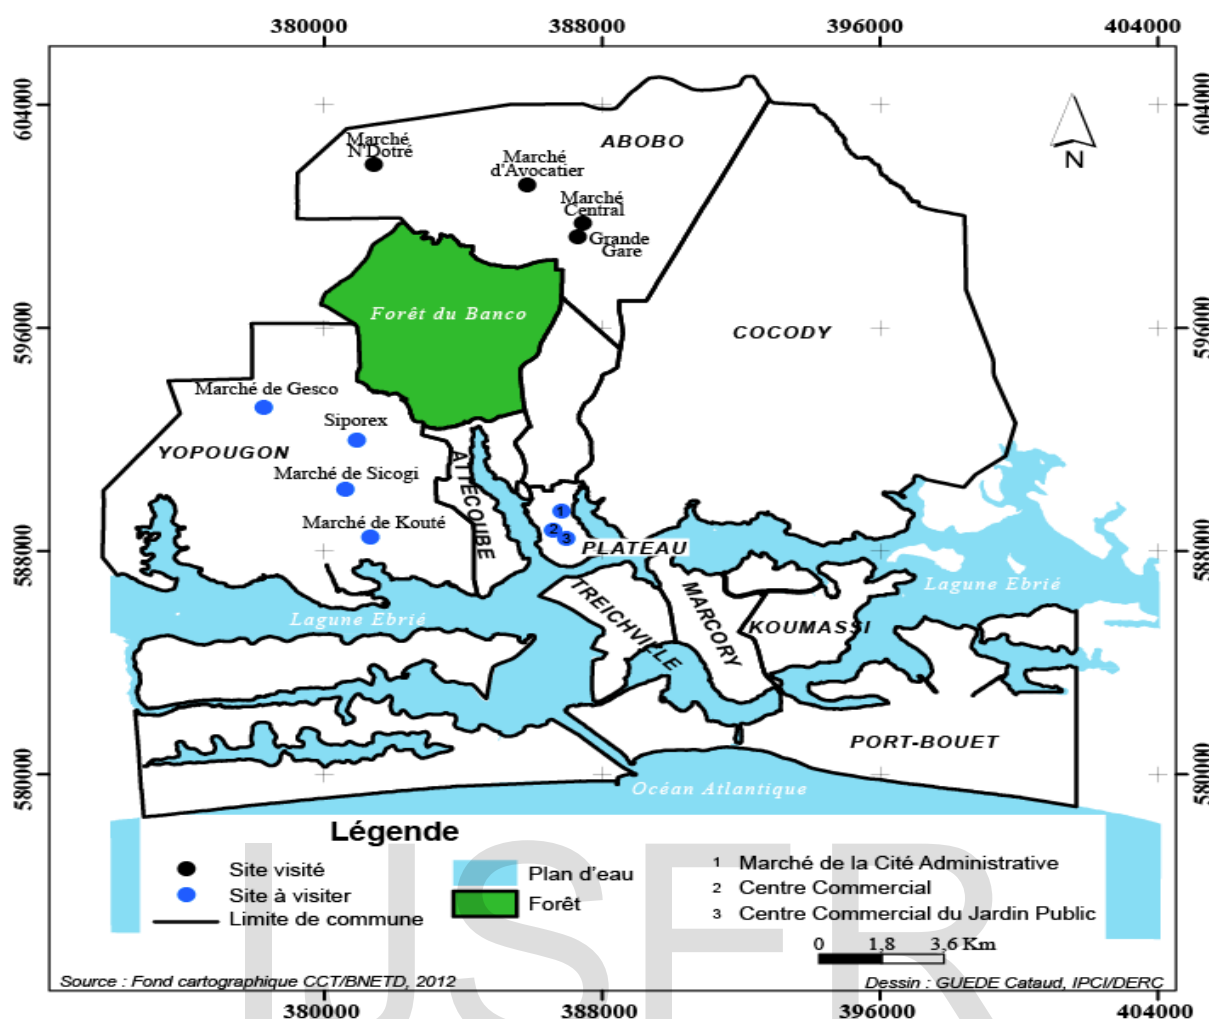 380000 388000 396000 404000
604000 604000
Marché
N'Dotré
ABOBO
Marché
d'Avocatier
N
Marché
Central
Grande
Gare
Forêt du Banco
596000 596000
COCODY
Marché de Gesco
Siporex
YOPOUGON
ATTECOUBE
Marché de Sicogi
Marché de Kouté
1
2
3
588000 588000
PLATEAU
TREICHVILLE
MARCORY
Lagune Ebrié
Lagune Ebrié
KOUMASSI
PORT-BOUET
580000 580000
Océan Atlantique
Légende
Site visité
Site à visiter
Limite de commune
Plan d'eau
Forêt
1 Marché de la Cité Administrative
2 Centre Commercial
3 Centre Commercial du Jardin Public
0 1,8 3,6 Km
Source : Fond cartographique CCT/BNETD, 2012
Dessin : GUEDE Cataud, IPCI/DERC
380000 388000 396000 404000
IJSER